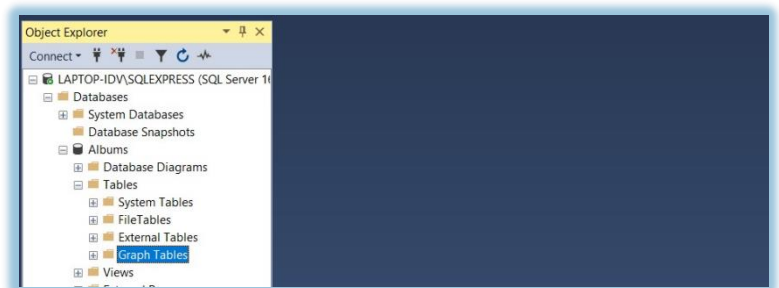 Object Explorer
Connect
LAPTOP-IDV\SQLEXPRESS (SQL Server 16
Databases
System Databases
Database Snapshots
Albums
Database Diagrams
Tables
System Tables
FileTables
External Tables
Graph Tables
Views